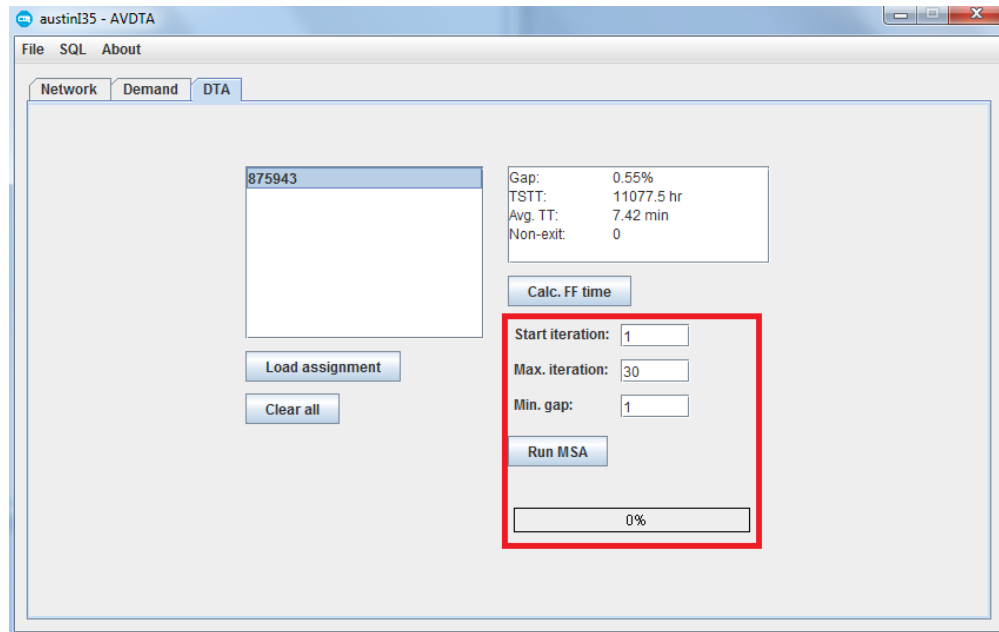 austinI35 - AVDTA
File SQL About
Network Demand DTA
875943
Gap: 0.55%
TSTT: 11077.5 hr
Avg. TT: 7.42 min
Non-exit: 0
Calc. FF time
Start iteration: 1
Max. iteration: 30
Min. gap: 1
Load assignment
Clear all
Run MSA
0%